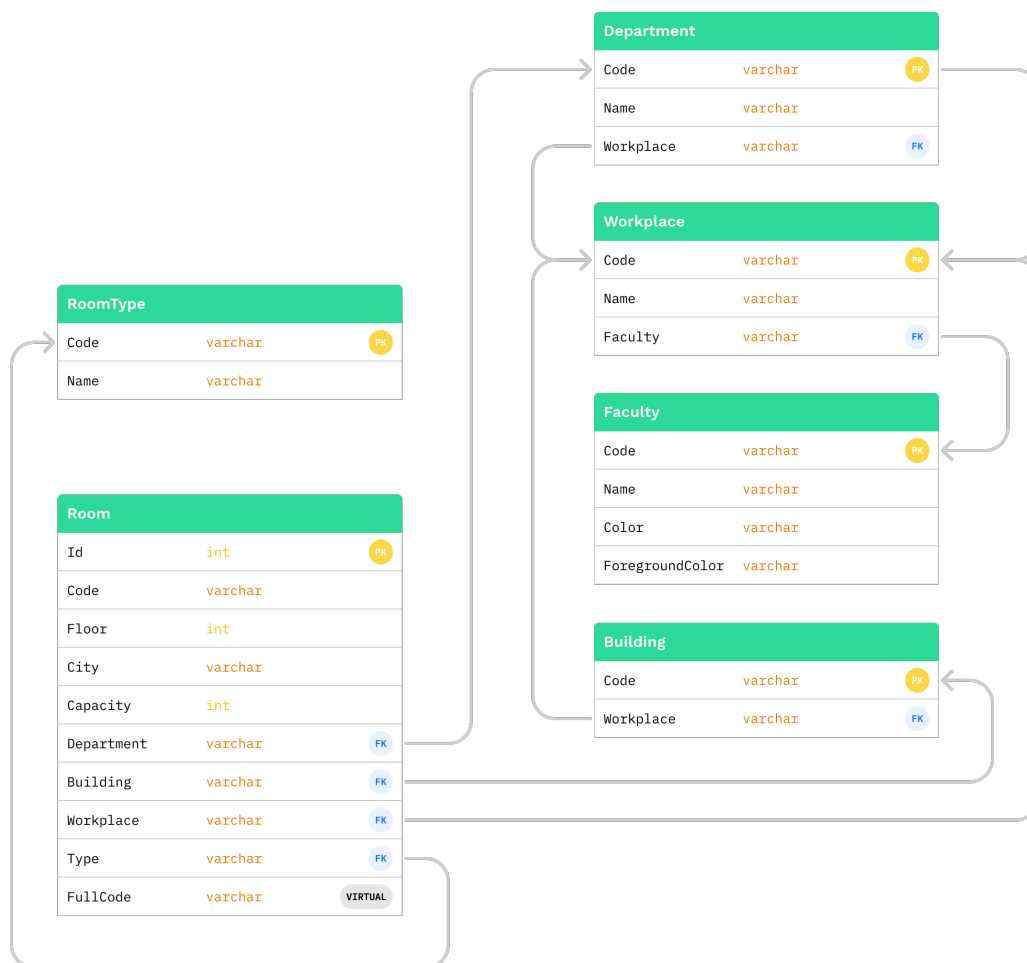 Department
Code varchar PK
Name varchar
Workplace varchar FK
Workplace
Code varchar PK
Name varchar
Faculty varchar FK
RoomType
Code varchar PK
Name varchar
Faculty
Code varchar PK
Name varchar
Color varchar
ForegroundColor varchar
Room
Id int PK
Code varchar
Floor int
City varchar
Capacity int
Department varchar FK
Building varchar FK
Workplace varchar FK
Type varchar FK
FullCode varchar VIRTUAL
Building
Code varchar PK
Workplace varchar FK